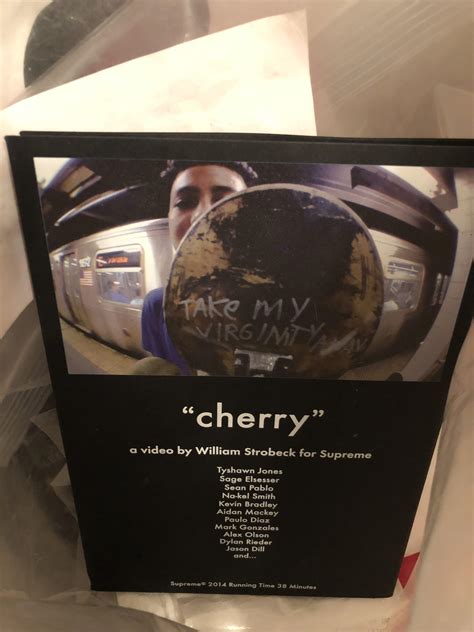 TAKE MY
VIRGINITY AWAY
“cherry”
a video by William Strobeck for Supreme
Tyshawn Jones
Sage Elsesser
Sean Pablo
Na-kel Smith
Kevin Bradley
Aidan Mackey
Paulo Diaz
Mark Gonzales
Alex Olson
Dylan Rieder
Jason Dill
and...
Supreme® 2014 Running Time 38 Minutes